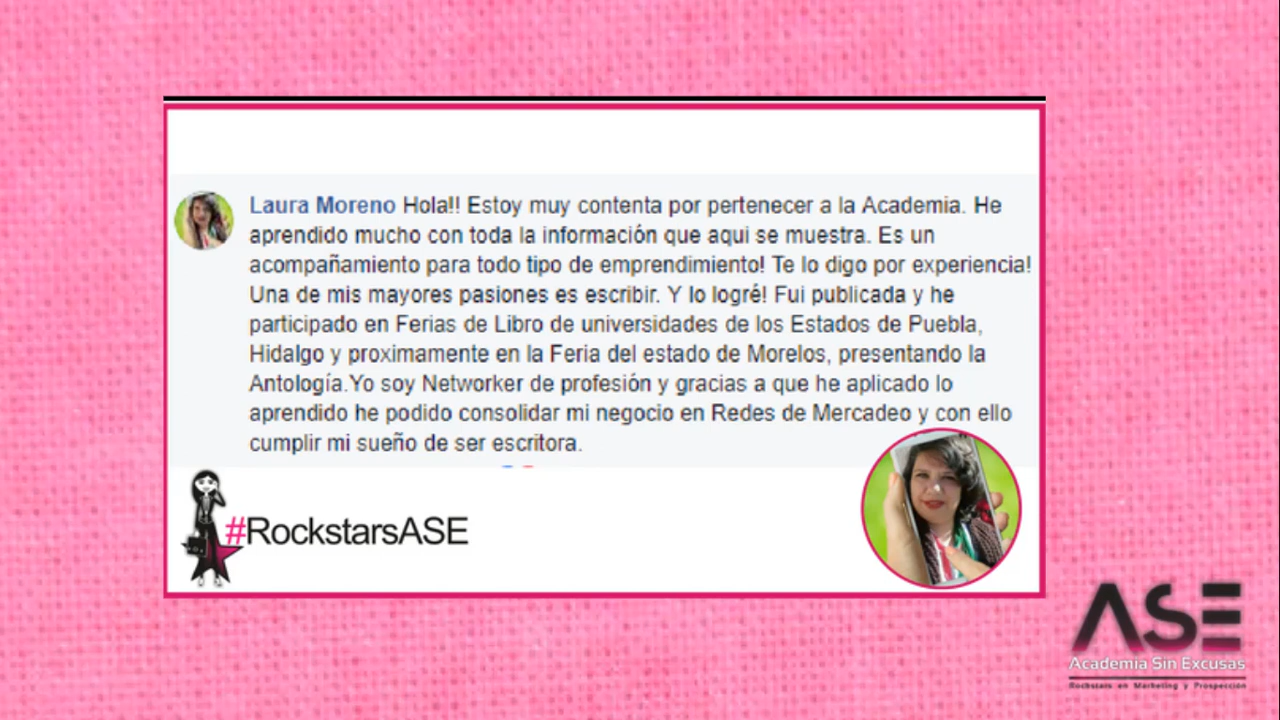 Laura Moreno Hola!! Estoy muy contenta por pertenecer a la Academia. He
aprendido mucho con toda la información que aqui se muestra. Es un
acompañamiento para todo tipo de emprendimiento! Te lo digo por experiencia!
Una de mis mayores pasiones es escribir. Y lo logré! Fui publicada y he
participado en Ferias de Libro de universidades de los Estados de Puebla,
Hidalgo y proximamente en la Feria del estado de Morelos, presentando la
Antología.Yo soy Networker de profesión y gracias a que he aplicado lo
aprendido he podido consolidar mi negocio en Redes de Mercadeo y con ello
cumplir mi sueño de ser escritora.
#RockstarsASE
ASE
Academia Sin Excusas
Rockstars en Marketing y Prospección